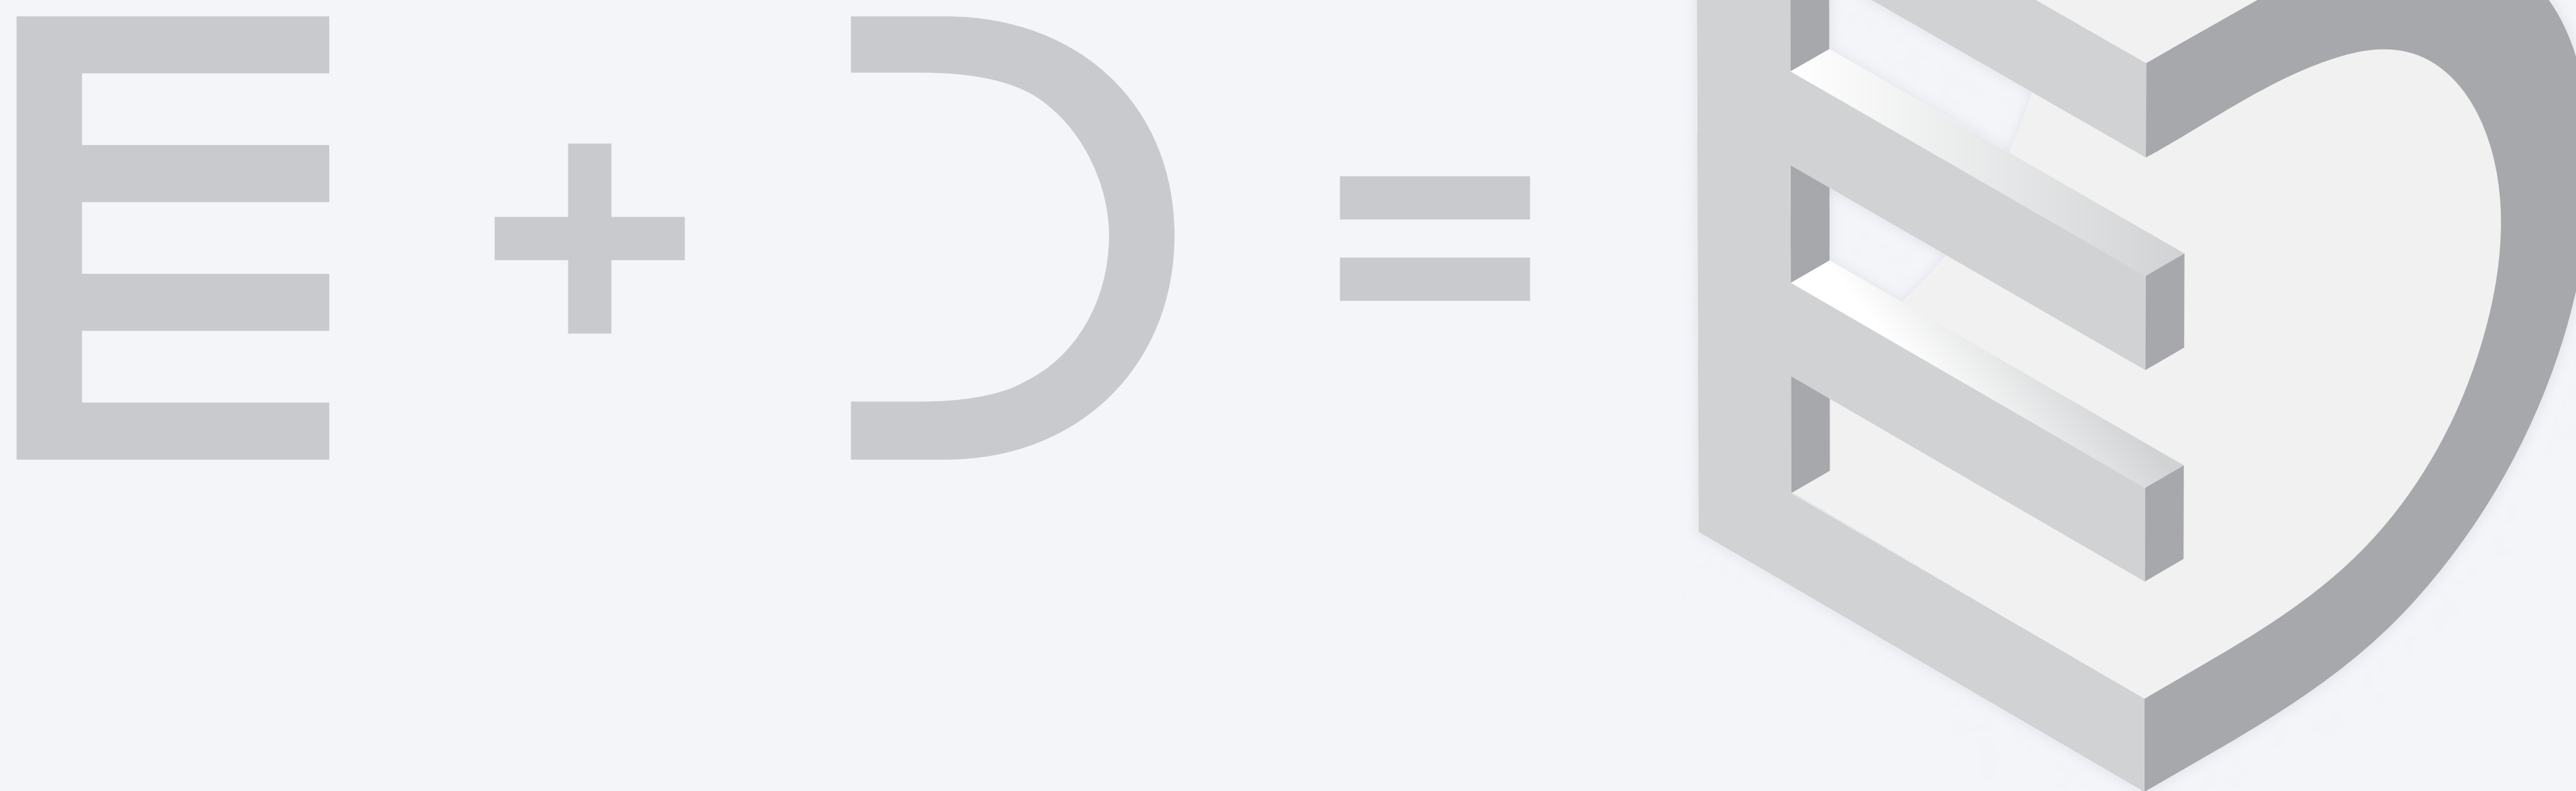 E + D =